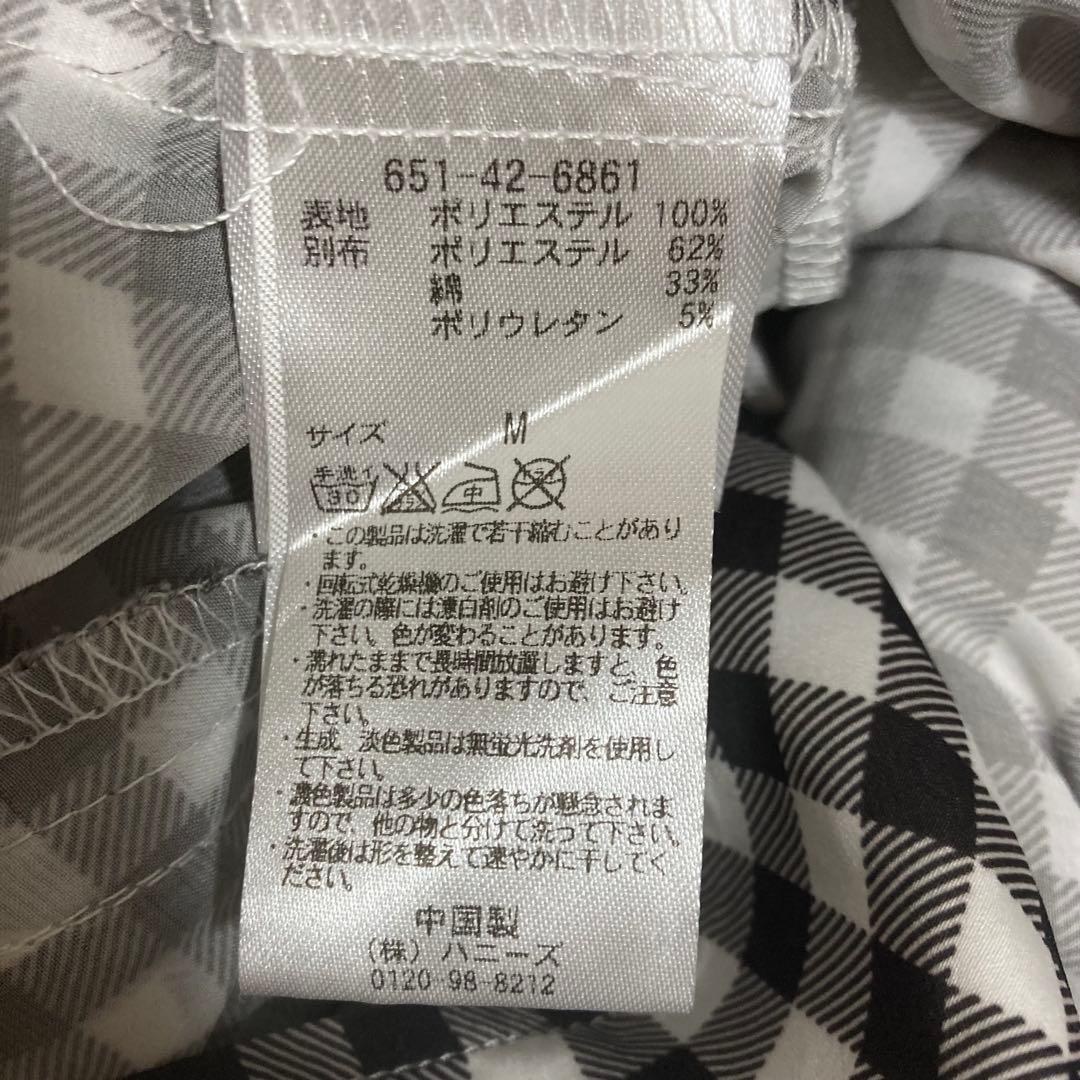 651-42-6861
表地 ポリエステル 100%
別布 ポリエステル 62%
綿 33%
ポリウレタン 5%
サイズ M
手洗イ
30 中 ドライ
・この製品は洗濯で若干縮むことがあり
ます。
・回転式乾燥機のご使用はお避け下さい。
・洗濯の際には漂白剤のご使用はお避け
下さい。色が変わることがあります。
・濡れたままで長時間放置しますと、色
が落ちる恐れがありますので、ご注意
下さい。
・生成、淡色製品は無蛍光洗剤を使用し
て下さい。
・濃色製品は多少の色落ちが懸念されま
すので、他の物と分けて洗って下さい。
・洗濯後は形を整えて速やかに干してく
ださい。
中国製
(株) ハニーズ
0120-98-8212